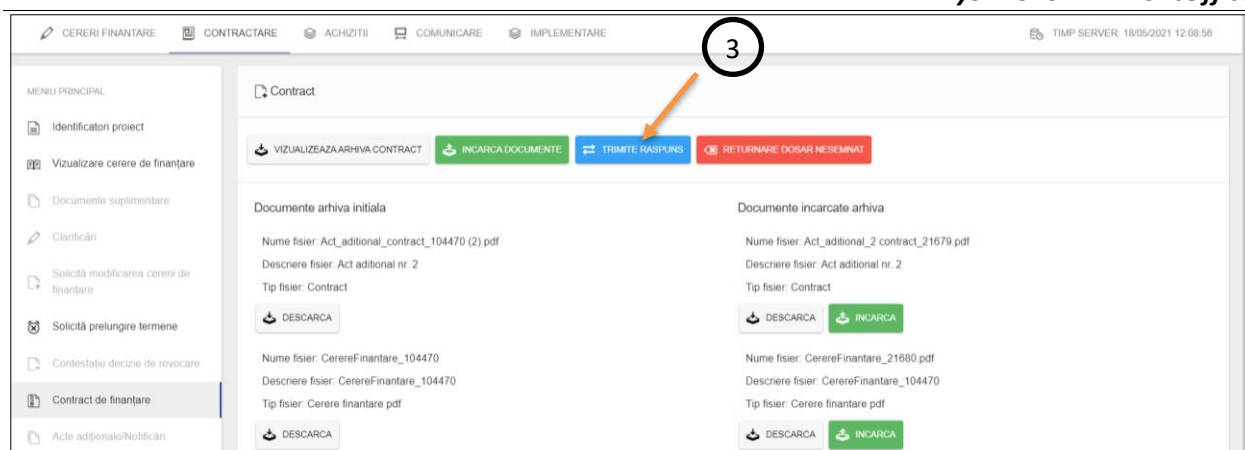 CERERI FINANTARE CONTRACTARE ACHIZITII COMUNICARE IMPLEMENTARE TIMP SERVER: 18/05/2021 12:08:56
3
MENIU PRINCIPAL
Identificatori proiect
Vizualizare cerere de finanțare
Documente suplimentare
Clarificări
Solicită modificarea cererii de
finanțare
Solicită prelungire termene
Contestație decizie de revocare
Contract de finanțare
Acte adiționale/Notificări
Contract
VIZUALIZEAZA ARHIVA CONTRACT INCARCA DOCUMENTE TRIMITE RASPUNS RETURNARE DOSAR NESEMNAT
Documente arhiva initiala
Nume fisier: Act_aditional_contract_104470 (2).pdf
Descriere fisier: Act aditional nr. 2
Tip fisier: Contract
DESCARCA
Nume fisier: CerereFinantare_104470
Descriere fisier: CerereFinantare_104470
Tip fisier: Cerere finantare pdf
DESCARCA
Documente incarcate arhiva
Nume fisier: Act_aditional_2 contract_21679.pdf
Descriere fisier: Act aditional nr. 2
Tip fisier: Contract
DESCARCA INCARCA
Nume fisier: CerereFinantare_21680.pdf
Descriere fisier: CerereFinantare_104470
Tip fisier: Cerere finantare pdf
DESCARCA INCARCA